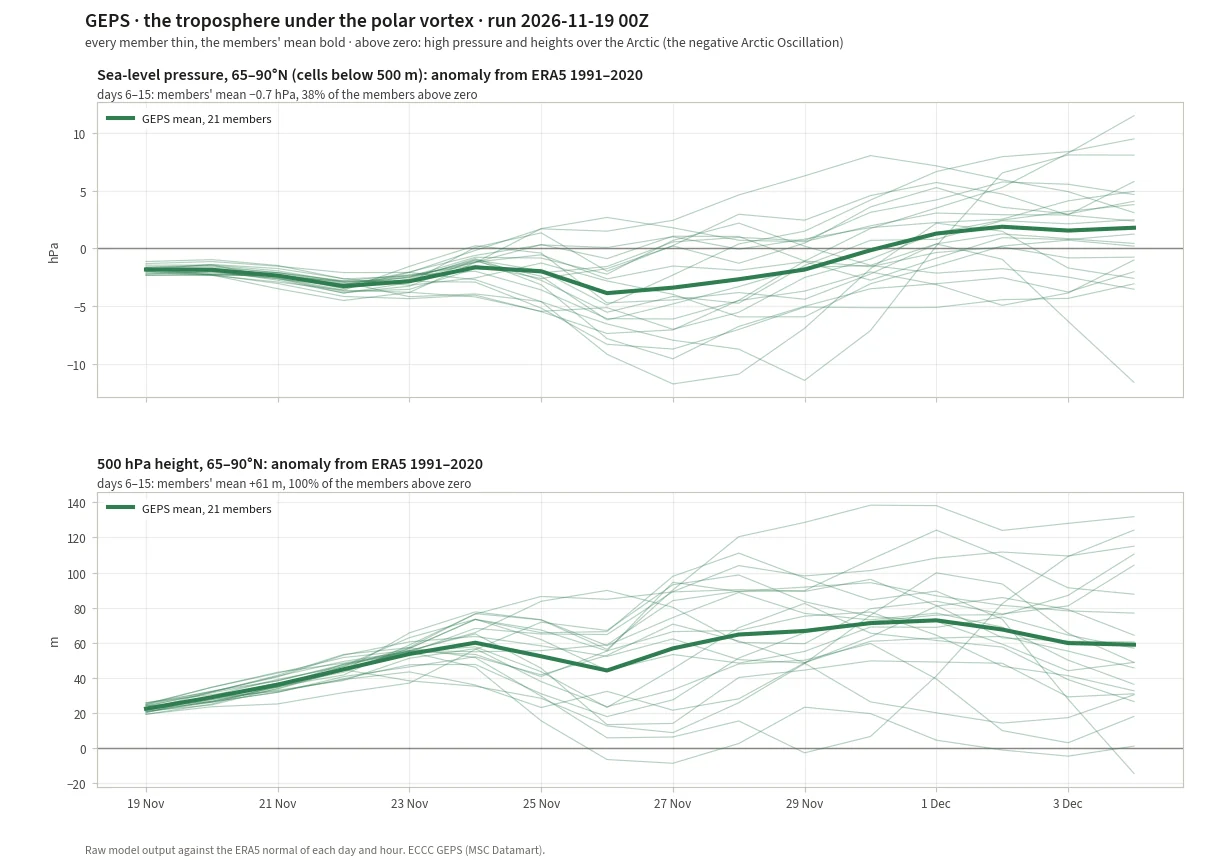 GEPS · the troposphere under the polar vortex · run 2026-11-19 00Z
every member thin, the members' mean bold · above zero: high pressure and heights over the Arctic (the negative Arctic Oscillation)
Sea-level pressure, 65–90°N (cells below 500 m): anomaly from ERA5 1991–2020
days 6–15: members' mean −0.7 hPa, 38% of the members above zero
GEPS mean, 21 members
10
5
0
−5
−10
hPa
500 hPa height, 65–90°N: anomaly from ERA5 1991–2020
days 6–15: members' mean +61 m, 100% of the members above zero
GEPS mean, 21 members
140
120
100
80
60
40
20
0
−20
m
19 Nov 21 Nov 23 Nov 25 Nov 27 Nov 29 Nov 1 Dec 3 Dec
Raw model output against the ERA5 normal of each day and hour. ECCC GEPS (MSC Datamart).